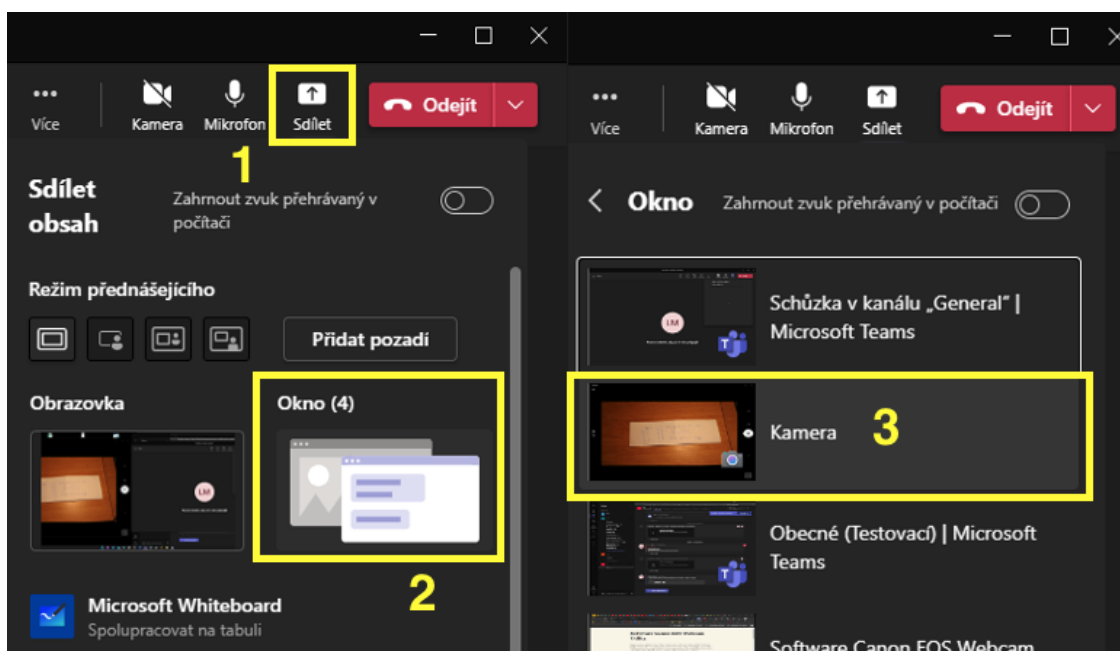 Více
Kamera
Mikrofon
Sdílet
Odejít
1
Sdílet
obsah
Zahrnout zvuk přehrávaný v
počítači
Režim přednášejícího
Přidat pozadí
Obrazovka
Okno (4)
LM
2
Microsoft Whiteboard
Spolupracovat na tabuli
Více
Kamera
Mikrofon
Sdílet
Odejít
Okno
Zahrnout zvuk přehrávaný v počítači
LM
Schůzka v kanálu „General“ |
Microsoft Teams
Kamera
3
Obecné (Testovací) | Microsoft
Teams
Software Canon EOS Webcam